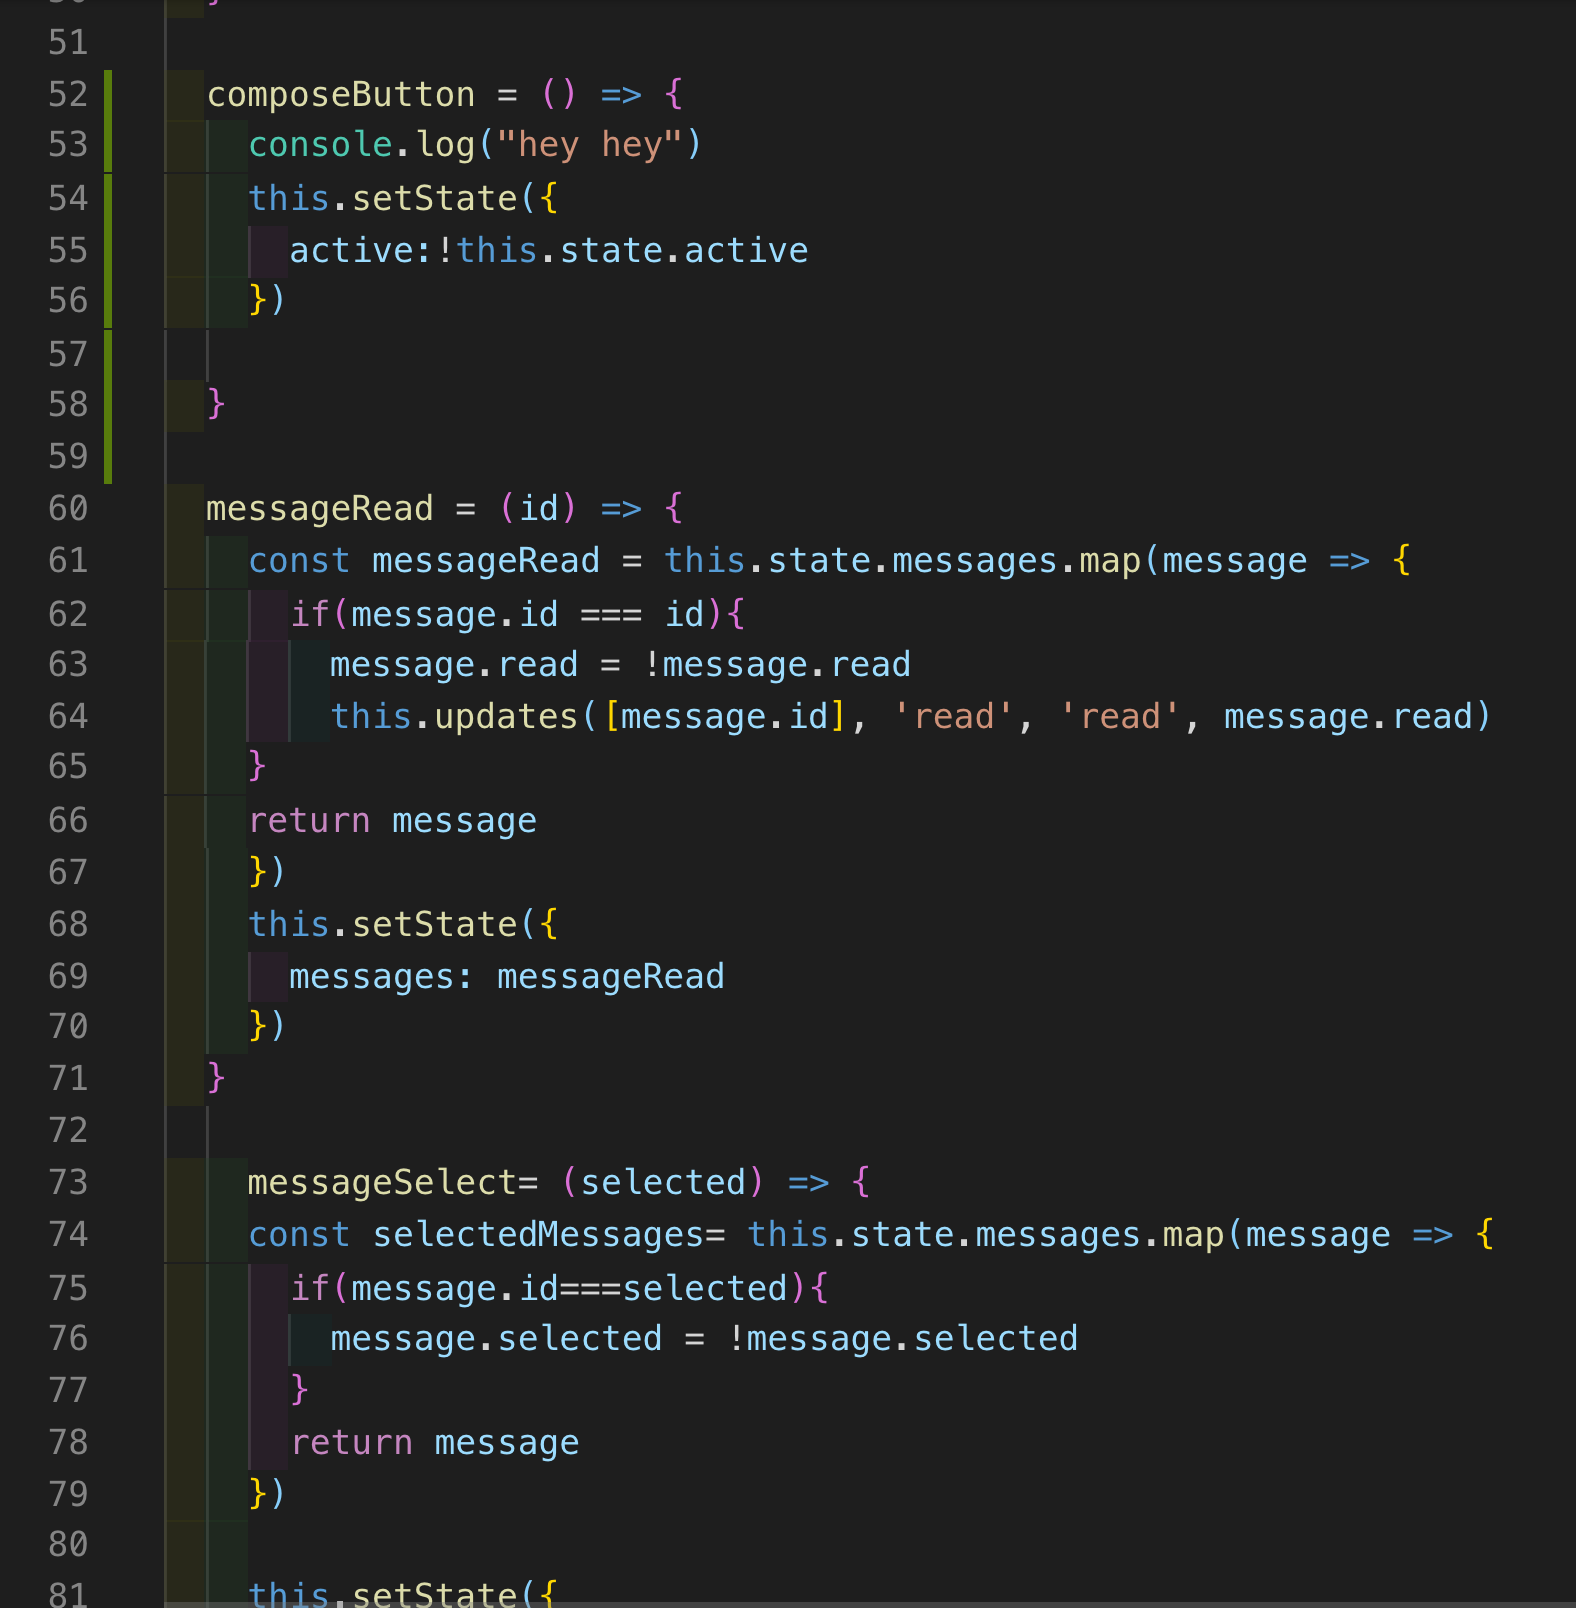 51
52 composeButton = () => {
53 console.log("hey hey")
54 this.setState({
55 active:!this.state.active
56 })
57
58 }
59
60 messageRead = (id) => {
61 const messageRead = this.state.messages.map(message => {
62 if(message.id === id){
63 message.read = !message.read
64 this.updates([message.id], 'read', 'read', message.read)
65 }
66 return message
67 })
68 this.setState({
69 messages: messageRead
70 })
71 }
72
73 messageSelect= (selected) => {
74 const selectedMessages= this.state.messages.map(message => {
75 if(message.id===selected){
76 message.selected = !message.selected
77 }
78 return message
79 })
80
81 this.setState({